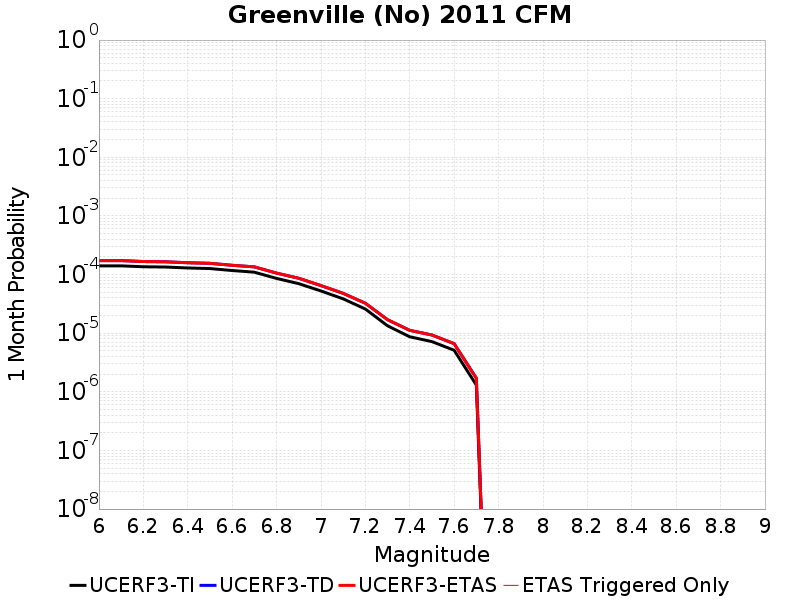 Greenville (No) 2011 CFM
10^0
10^-1
10^-2
10^-3
10^-4
10^-5
10^-6
10^-7
10^-8
1 Month Probability
6 6.2 6.4 6.6 6.8 7 7.2 7.4 7.6 7.8 8 8.2 8.4 8.6 8.8 9
Magnitude
UCERF3-TI UCERF3-TD UCERF3-ETAS ETAS Triggered Only